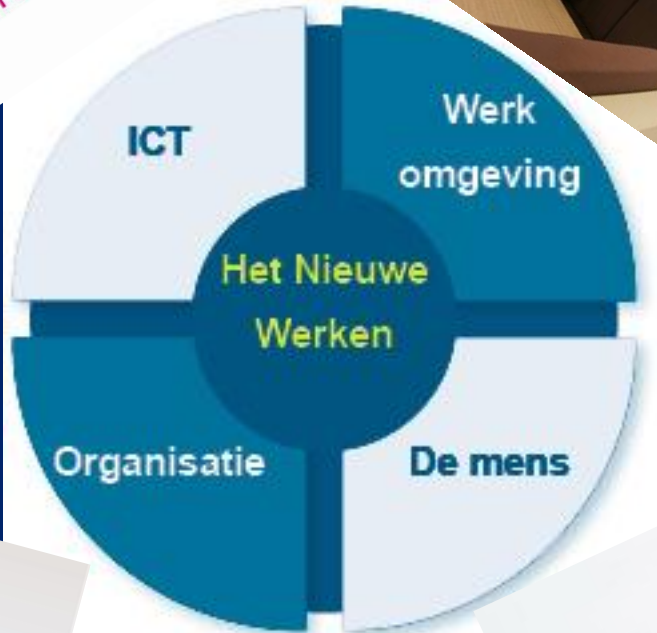 ICT
Werk
omgeving
Het Nieuwe
Werken
Organisatie
De mens